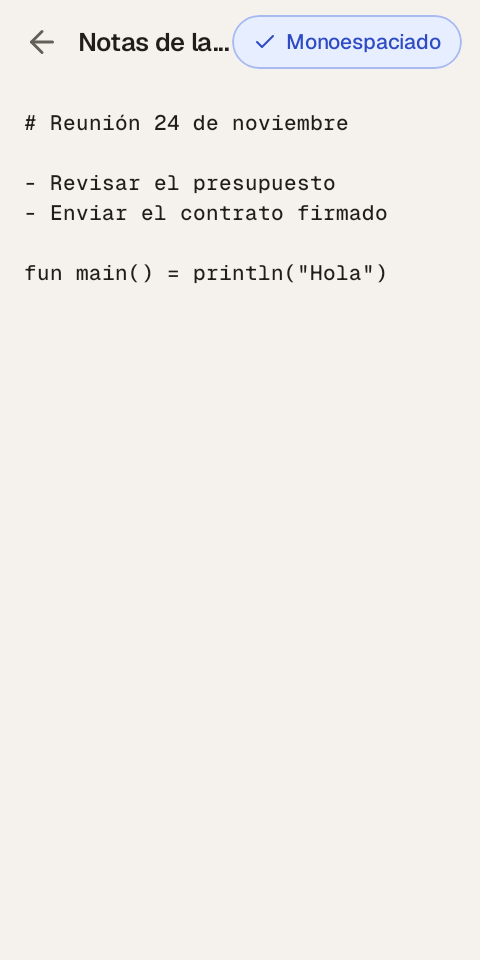 Notas de la...
Monoespaciado
# Reunión 24 de noviembre
- Revisar el presupuesto
- Enviar el contrato firmado
fun main() = println("Hola")